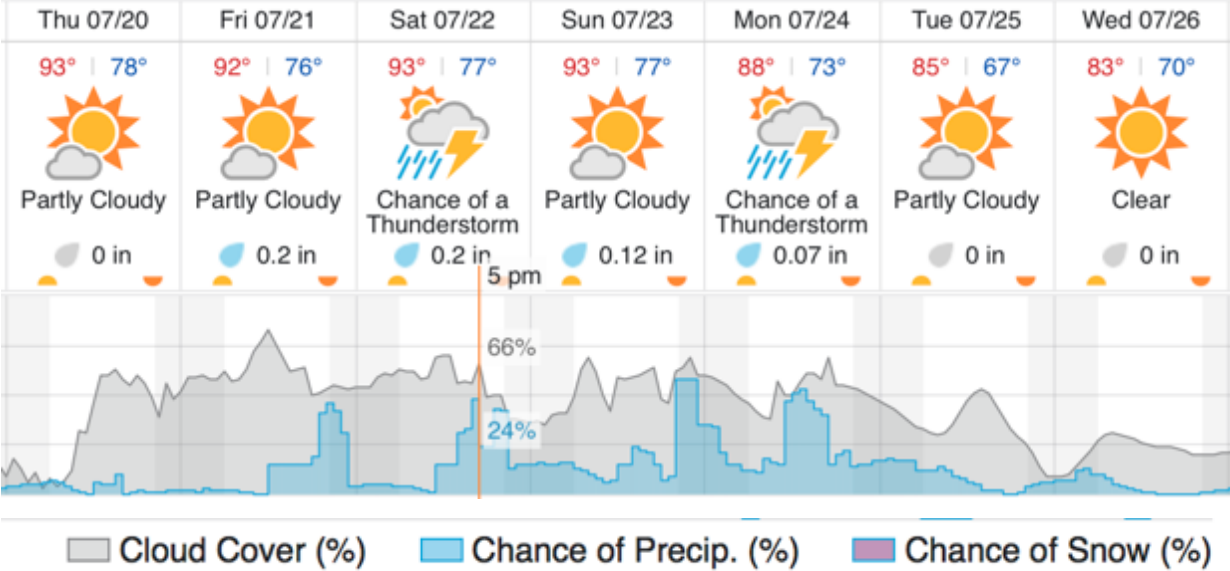 Thu 07/20 Fri 07/21 Sat 07/22 Sun 07/23 Mon 07/24 Tue 07/25 Wed 07/26
93° | 78° 92° | 76° 93° | 77° 93° | 77° 88° | 73° 85° | 67° 83° | 70°
Partly Cloudy Partly Cloudy Chance of a Partly Cloudy Chance of a Partly Cloudy Clear
Thunderstorm Thunderstorm
0 in 0.2 in 0.2 in 0.12 in 0.07 in 0 in 0 in
5 pm
66%
24%
Cloud Cover (%) Chance of Precip. (%) Chance of Snow (%)